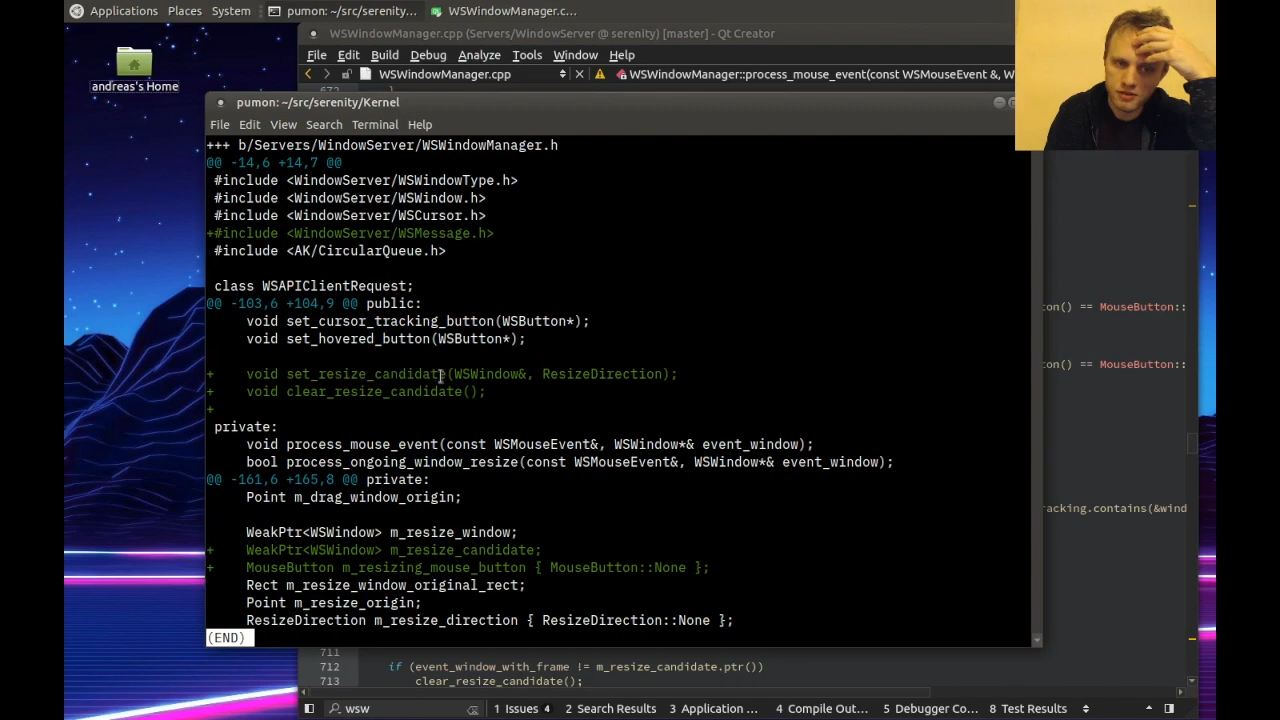 Applications Places System pumon: ~/src/serenity... WSWindowManager.c...
andreas's Home
WSWindowManager.cpp (Servers/WindowServer @ serenity) [master] - Qt Creator
File Edit Build Debug Analyze Tools Window Help
WSWindowManager.cpp WSWindowManager::process_mouse_event(const WSMouseEvent &, W
pumon: ~/src/serenity/Kernel
File Edit View Search Terminal Help
+++ b/Servers/WindowServer/WSWindowManager.h
@@ -14,6 +14,7 @@
#include <WindowServer/WSWindowType.h>
#include <WindowServer/WSWindow.h>
#include <WindowServer/WSCursor.h>
+#include <WindowServer/WSMessage.h>
#include <AK/CircularQueue.h>
class WSAPIClientRequest;
@@ -103,6 +104,9 @@ public:
void set_cursor_tracking_button(WSButton*);
void set_hovered_button(WSButton*);
+ void set_resize_candidate(WSWindow&, ResizeDirection);
+ void clear_resize_candidate();
+
private:
void process_mouse_event(const WSMouseEvent&, WSWindow*& event_window);
bool process_ongoing_window_resize(const WSMouseEvent&, WSWindow*& event_window);
@@ -161,6 +165,8 @@ private:
Point m_drag_window_origin;
WeakPtr<WSWindow> m_resize_window;
+ WeakPtr<WSWindow> m_resize_candidate;
+ MouseButton m_resizing_mouse_button { MouseButton::None };
Rect m_resize_window_original_rect;
Point m_resize_origin;
ResizeDirection m_resize_direction { ResizeDirection::None };
(END)
ton() == MouseButton::
ton() == MouseButton::
racking.contains(&wind
711
712 if (event_window_with_frame != m_resize_candidate.ptr())
713 clear_resize_candidate();
wsw 1 Issues 4 2 Search Results 3 Application ... 4 Compile Out... 5 Debugger Co... 8 Test Results